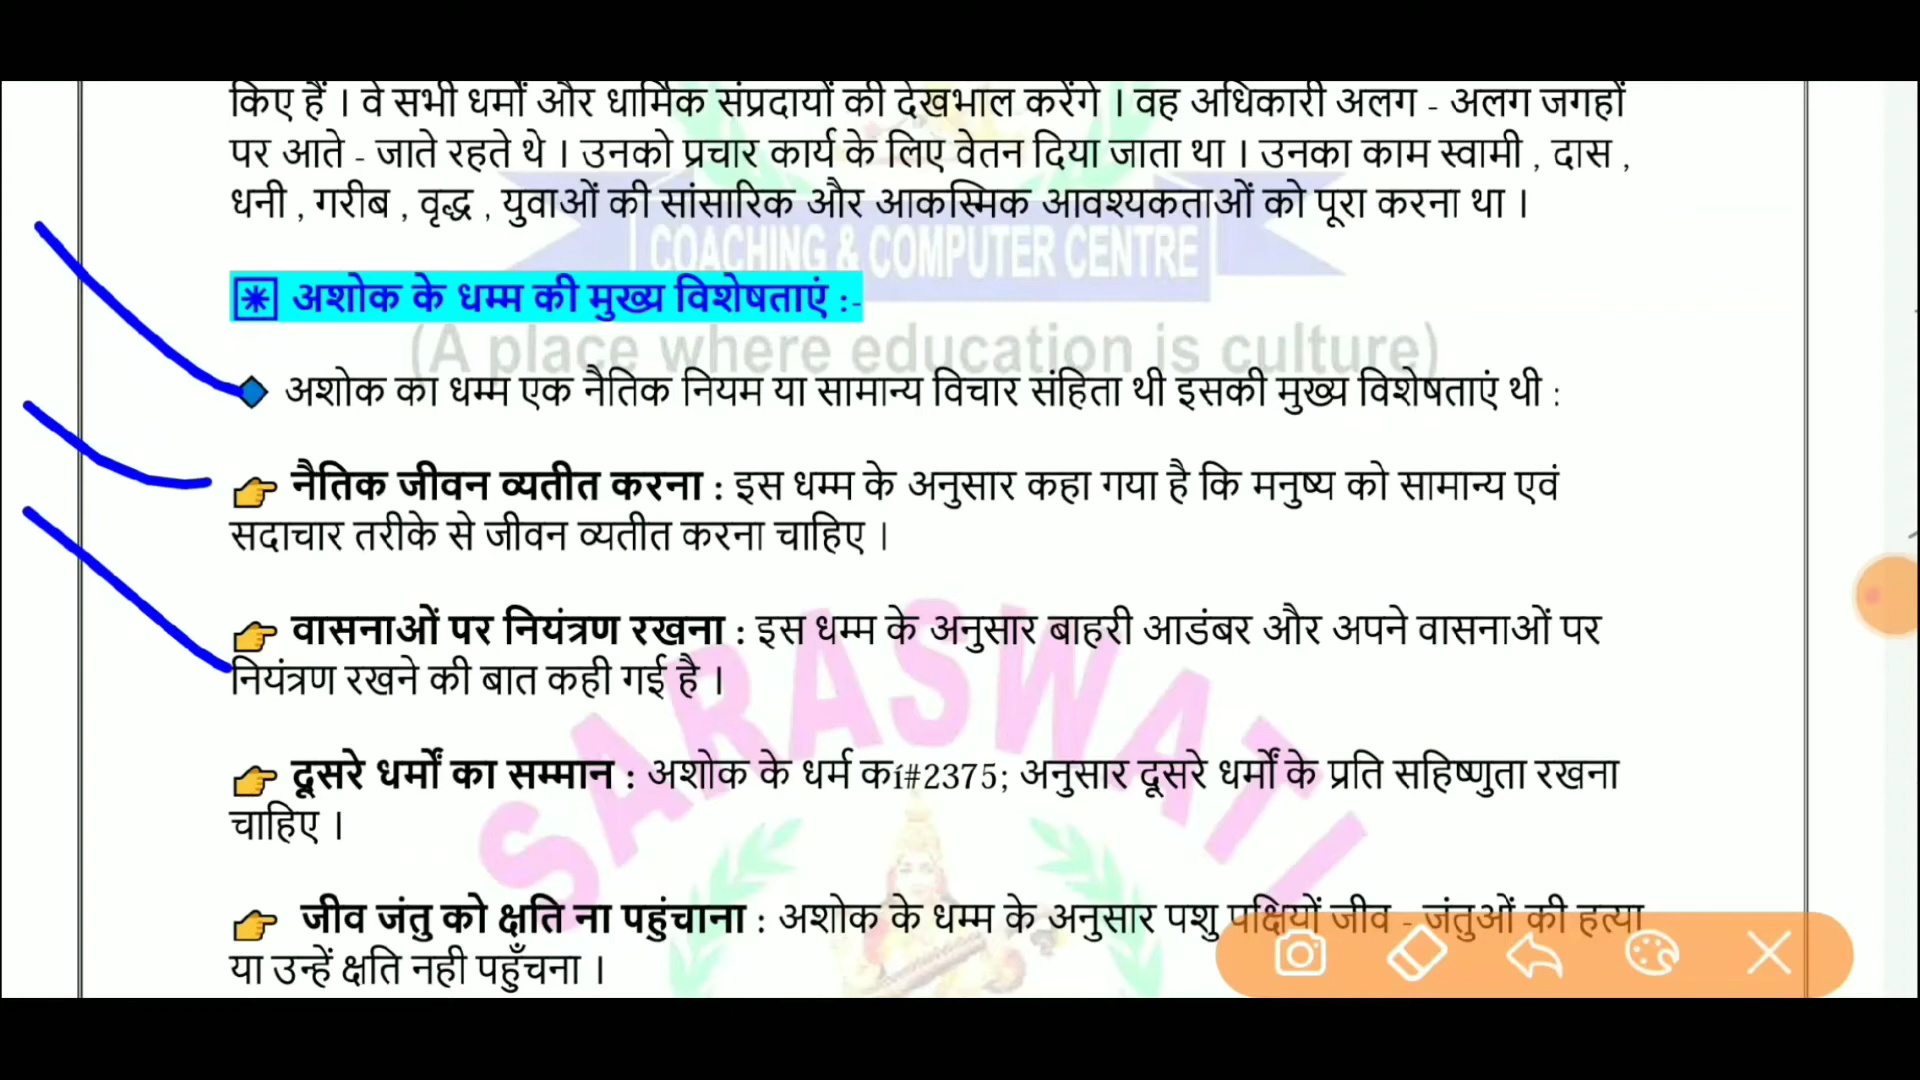 किए हैं । वे सभी धर्मों और धार्मिक संप्रदायों की देखभाल करेंगे । वह अधिकारी अलग - अलग जगहों
पर आते - जाते रहते थे । उनको प्रचार कार्य के लिए वेतन दिया जाता था । उनका काम स्वामी , दास ,
धनी , गरीब , वृद्ध , युवाओं की सांसारिक और आकस्मिक आवश्यकताओं को पूरा करना था ।
COACHING & COMPUTER CENTRE
अशोक के धम्म की मुख्य विशेषताएं :-
(A place where education is culture)
अशोक का धम्म एक नैतिक नियम या सामान्य विचार संहिता थी इसकी मुख्य विशेषताएं थी :
नैतिक जीवन व्यतीत करना : इस धम्म के अनुसार कहा गया है कि मनुष्य को सामान्य एवं
सदाचार तरीके से जीवन व्यतीत करना चाहिए ।
वासनाओं पर नियंत्रण रखना : इस धम्म के अनुसार बाहरी आडंबर और अपने वासनाओं पर
नियंत्रण रखने की बात कही गई है ।
SARASWATI
दूसरे धर्मों का सम्मान : अशोक के धर्म कí#2375; अनुसार दूसरे धर्मों के प्रति सहिष्णुता रखना
चाहिए ।
जीव जंतु को क्षति ना पहुंचाना : अशोक के धम्म के अनुसार पशु पक्षियों जीव - जंतुओं की हत्या
या उन्हें क्षति नही पहुँचना ।